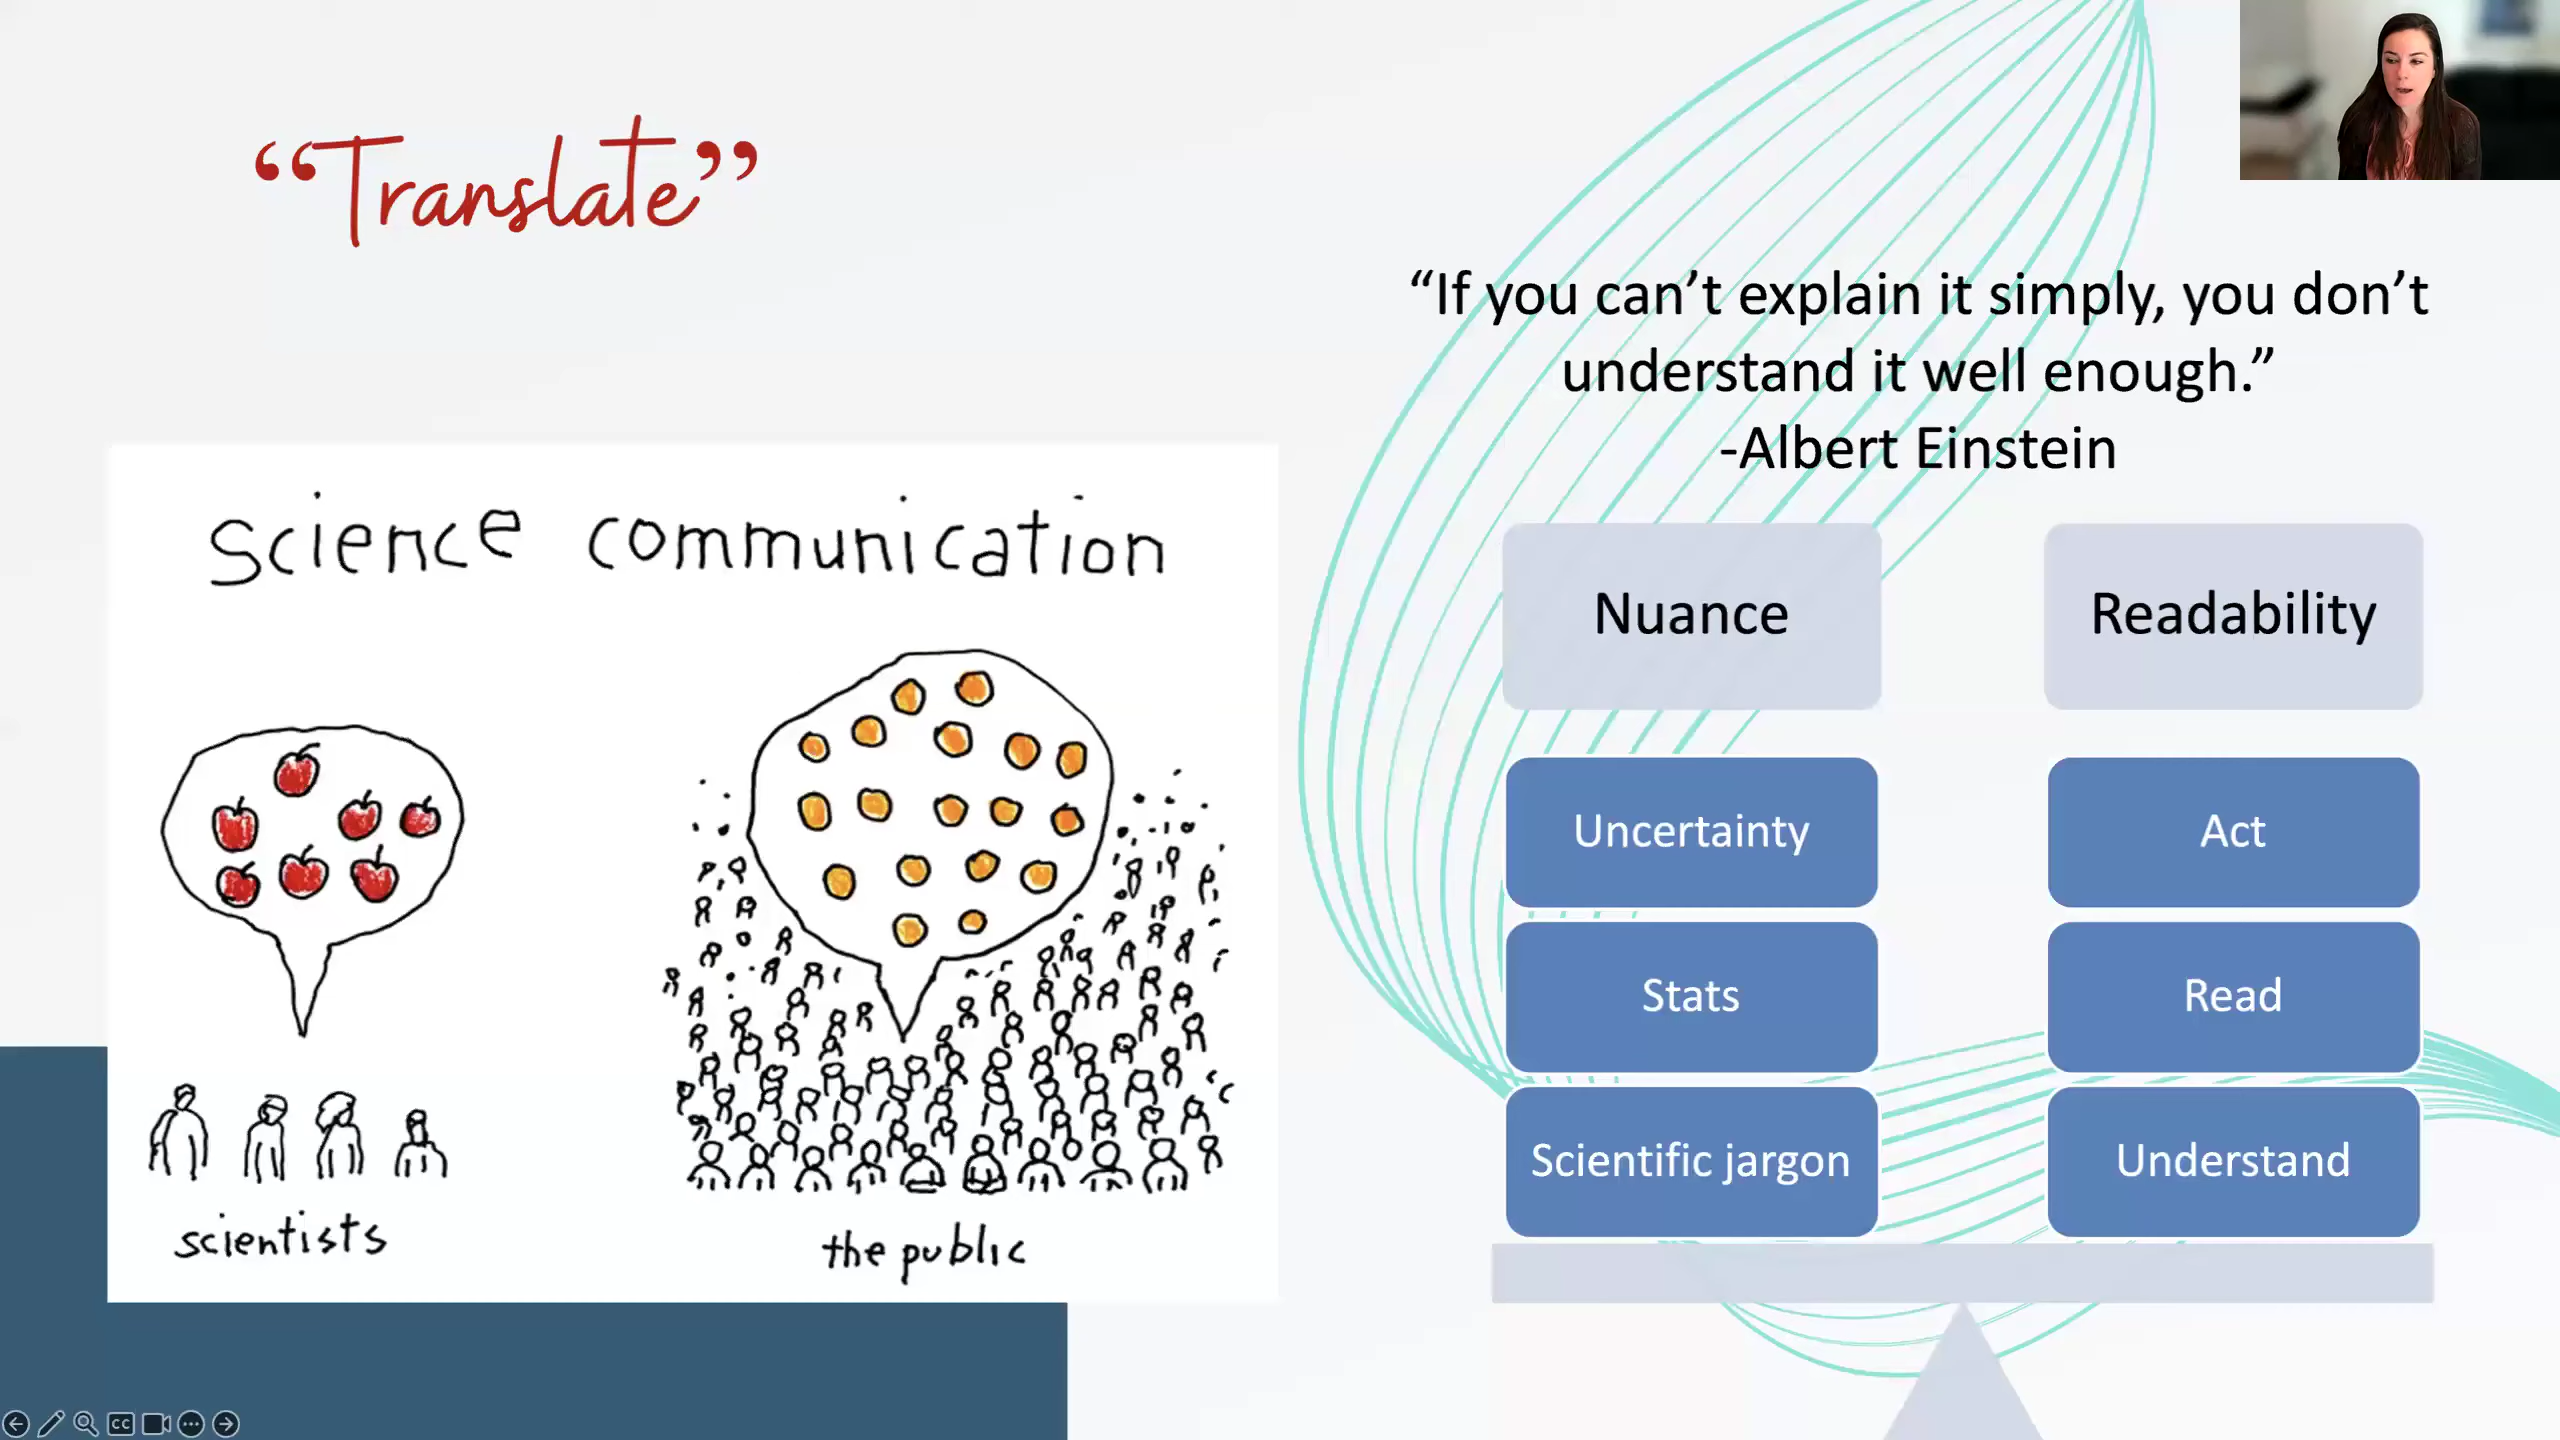 “Translate”
“If you can’t explain it simply, you don’t
understand it well enough.”
-Albert Einstein
science communication
scientists
the public
Nuance
Readability
Uncertainty
Act
Stats
Read
Scientific jargon
Understand
CC